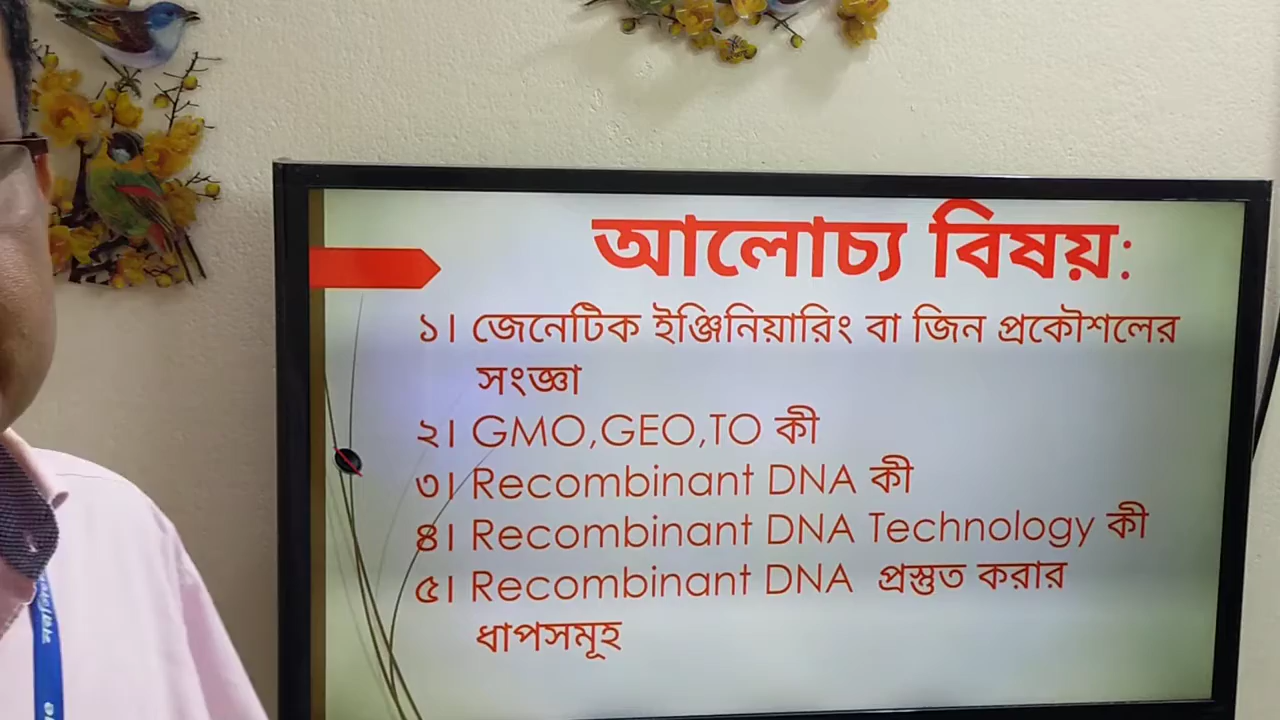 আলোচ্য বিষয়:
১। জেনেটিক ইঞ্জিনিয়ারিং বা জিন প্রকৌশলের
সংজ্ঞা
২। GMO,GEO,TO কী
৩। Recombinant DNA কী
৪। Recombinant DNA Technology কী
৫। Recombinant DNA প্রস্তুত করার
ধাপসমূহ